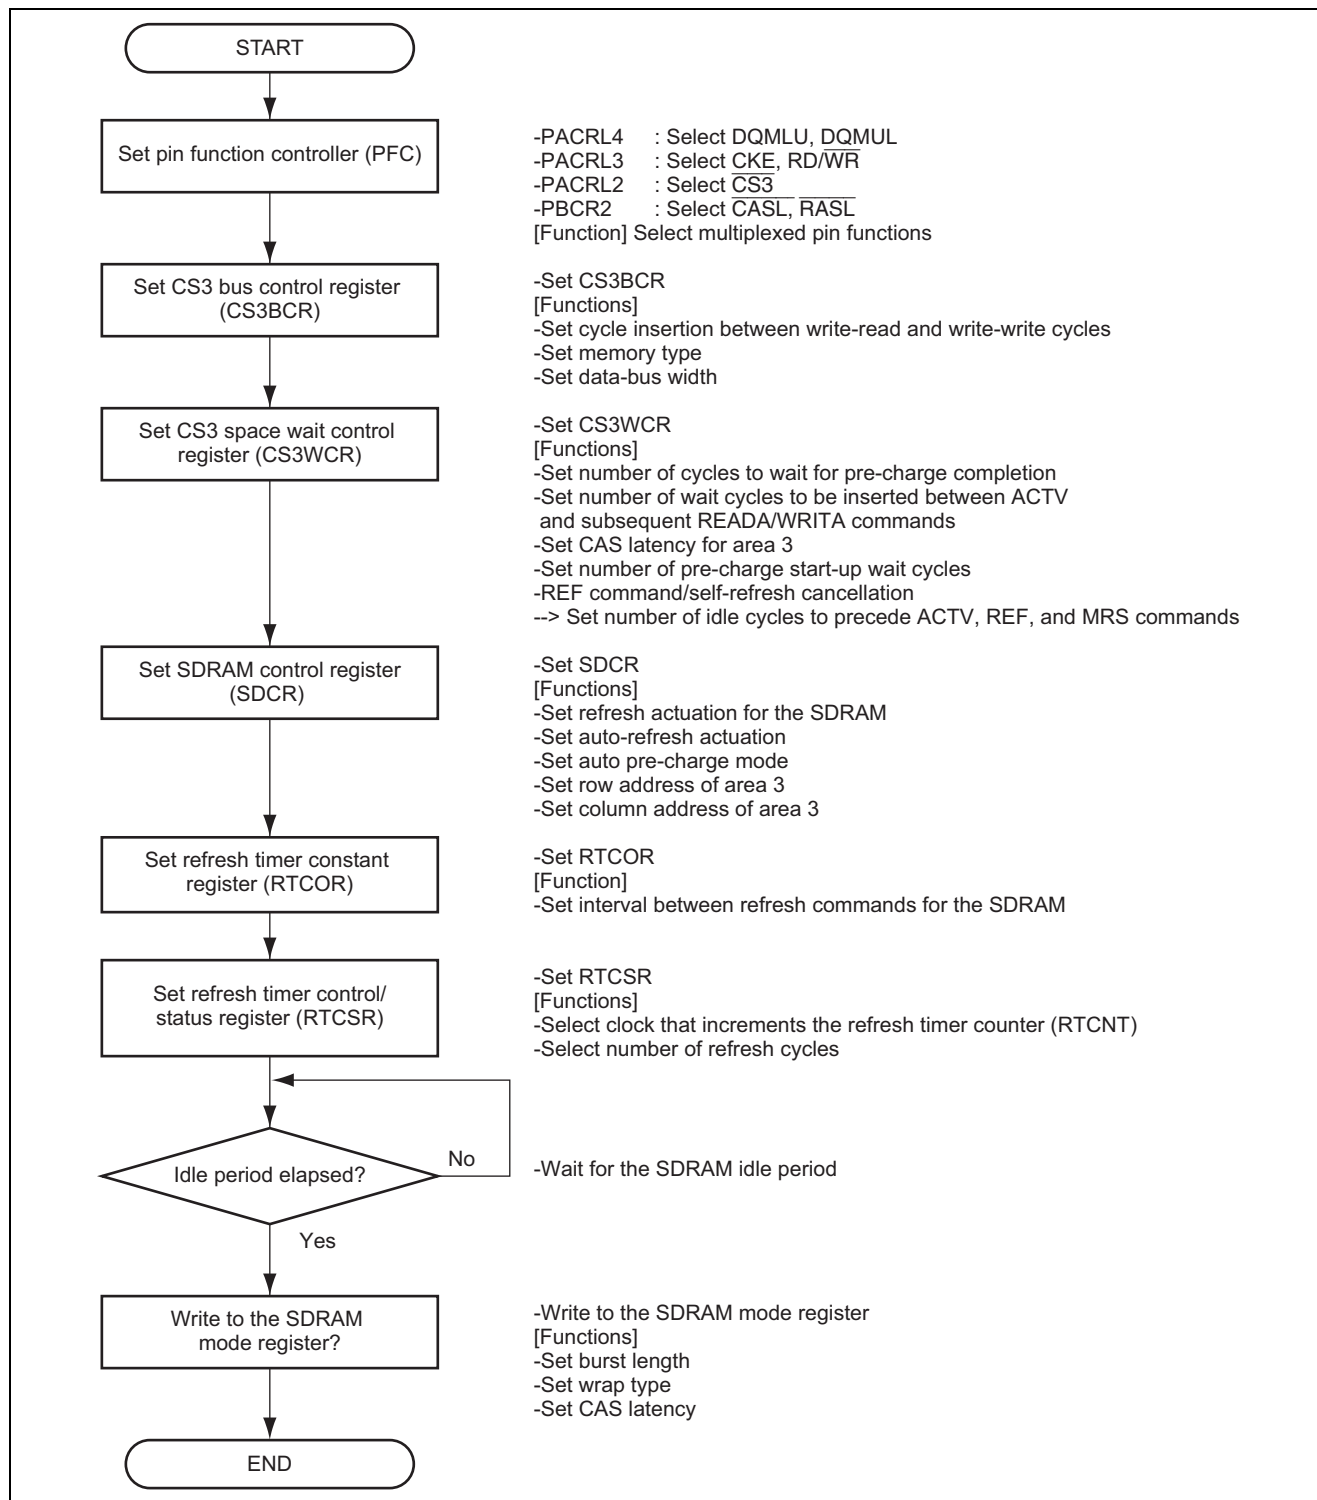 START
Set pin function controller (PFC)
-PACRL4 : Select DQMLU, DQMUL
-PACRL3 : Select CKE, RD/W̅R̅
-PACRL2 : Select C̅S̅3̅
-PBCR2 : Select C̅A̅S̅L̅, R̅A̅S̅L̅
[Function] Select multiplexed pin functions
Set CS3 bus control register
(CS3BCR)
-Set CS3BCR
[Functions]
-Set cycle insertion between write-read and write-write cycles
-Set memory type
-Set data-bus width
Set CS3 space wait control
register (CS3WCR)
-Set CS3WCR
[Functions]
-Set number of cycles to wait for pre-charge completion
-Set number of wait cycles to be inserted between ACTV
and subsequent READA/WRITA commands
-Set CAS latency for area 3
-Set number of pre-charge start-up wait cycles
-REF command/self-refresh cancellation
--> Set number of idle cycles to precede ACTV, REF, and MRS commands
Set SDRAM control register
(SDCR)
-Set SDCR
[Functions]
-Set refresh actuation for the SDRAM
-Set auto-refresh actuation
-Set auto pre-charge mode
-Set row address of area 3
-Set column address of area 3
Set refresh timer constant
register (RTCOR)
-Set RTCOR
[Function]
-Set interval between refresh commands for the SDRAM
Set refresh timer control/
status register (RTCSR)
-Set RTCSR
[Functions]
-Select clock that increments the refresh timer counter (RTCNT)
-Select number of refresh cycles
Idle period elapsed?
No
-Wait for the SDRAM idle period
Yes
Write to the SDRAM
mode register?
-Write to the SDRAM mode register
[Functions]
-Set burst length
-Set wrap type
-Set CAS latency
END